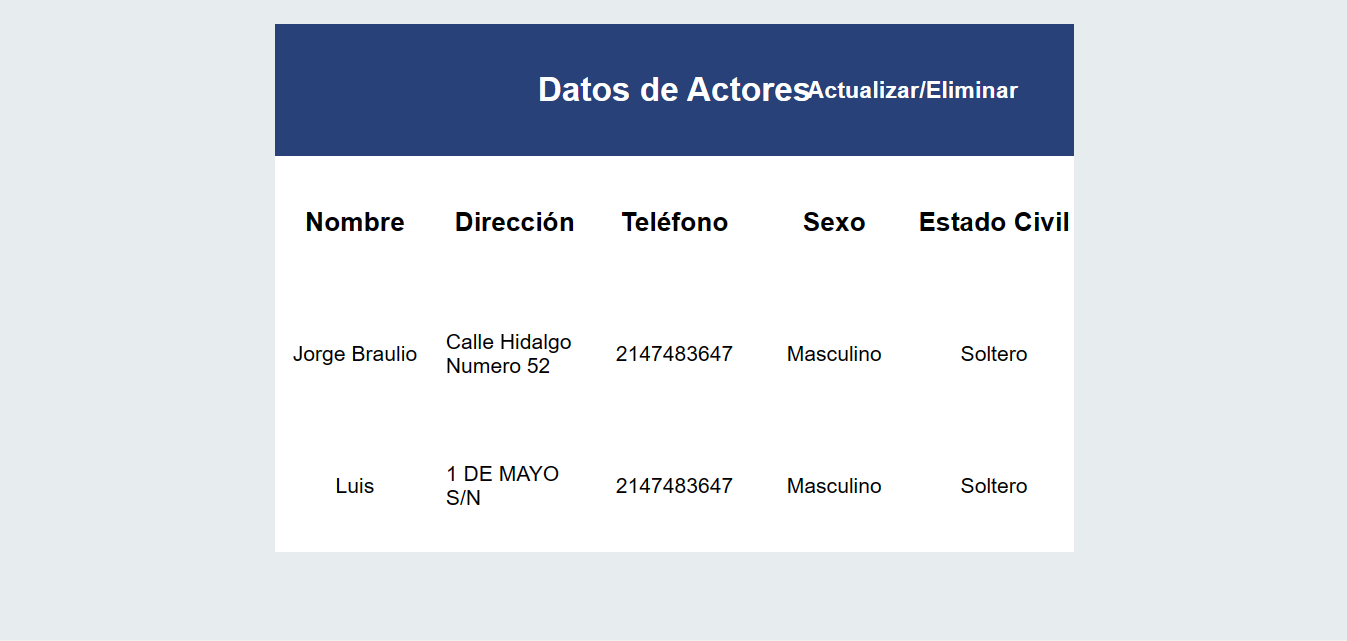 Datos de Actores
Actualizar/Eliminar
Nombre
Dirección
Teléfono
Sexo
Estado Civil
Jorge Braulio
Calle Hidalgo
Numero 52
2147483647
Masculino
Soltero
Luis
1 DE MAYO
S/N
2147483647
Masculino
Soltero